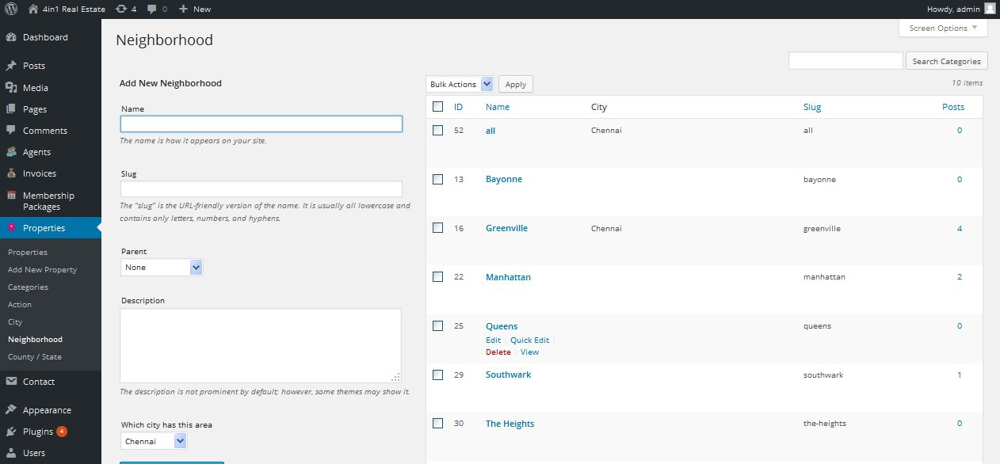 4in1 Real Estate 4 0 New Howdy, admin
Dashboard
Posts
Media
Pages
Comments
Agents
Invoices
Membership
Packages
Properties
Properties
Add New Property
Categories
Action
City
Neighborhood
County / State
Contact
Appearance
Plugins 4
Users
Screen Options
Neighborhood
Search Categories
Add New Neighborhood
Name
The name is how it appears on your site.
Slug
The “slug” is the URL-friendly version of the name. It is usually all lowercase and
contains only letters, numbers, and hyphens.
Parent
None
Description
The description is not prominent by default; however, some themes may show it.
Which city has this area
Chennai
Bulk Actions Apply 10 items
ID Name City Slug Posts
52 all Chennai all 0
13 Bayonne bayonne 0
16 Greenville Chennai greenville 4
22 Manhattan manhattan 2
25 Queens queens 0
Edit | Quick Edit |
Delete | View
29 Southwark southwark 1
30 The Heights the-heights 0